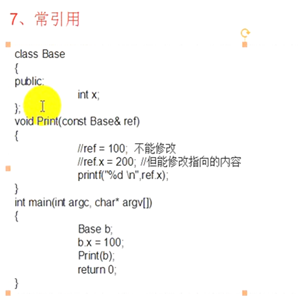 7、常引用
class Base
{
public:
int x;
};
void Print(const Base& ref)
{
//ref = 100; 不能修改
//ref.x = 200; //但能修改指向的内容
printf("%d \n",ref.x);
}
int main(int argc, char* argv[])
{
Base b;
b.x = 100;
Print(b);
return 0;
}